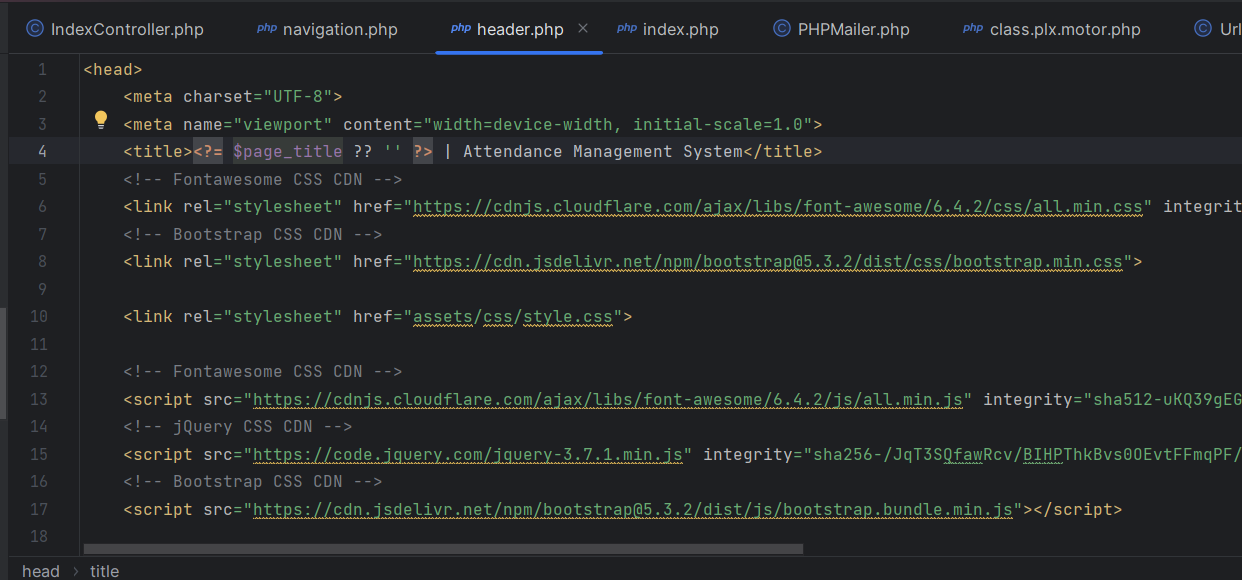 IndexController.php php navigation.php php header.php × php index.php PHPMailer.php php class.plx.motor.php Url
1 <head>
2 <meta charset="UTF-8">
3 <meta name="viewport" content="width=device-width, initial-scale=1.0">
4 <title><?= $page_title ?? '' ?> | Attendance Management System</title>
5 <!-- Fontawesome CSS CDN -->
6 <link rel="stylesheet" href="https://cdnjs.cloudflare.com/ajax/libs/font-awesome/6.4.2/css/all.min.css" integrit
7 <!-- Bootstrap CSS CDN -->
8 <link rel="stylesheet" href="https://cdn.jsdelivr.net/npm/bootstrap@5.3.2/dist/css/bootstrap.min.css">
9
10 <link rel="stylesheet" href="assets/css/style.css">
11
12 <!-- Fontawesome CSS CDN -->
13 <script src="https://cdnjs.cloudflare.com/ajax/libs/font-awesome/6.4.2/js/all.min.js" integrity="sha512-uKQ39gEG
14 <!-- jQuery CSS CDN -->
15 <script src="https://code.jquery.com/jquery-3.7.1.min.js" integrity="sha256-/JqT3SQfawRcv/BIHPThkBvs0OEvtFFmqPF/
16 <!-- Bootstrap CSS CDN -->
17 <script src="https://cdn.jsdelivr.net/npm/bootstrap@5.3.2/dist/js/bootstrap.bundle.min.js"></script>
18
head › title